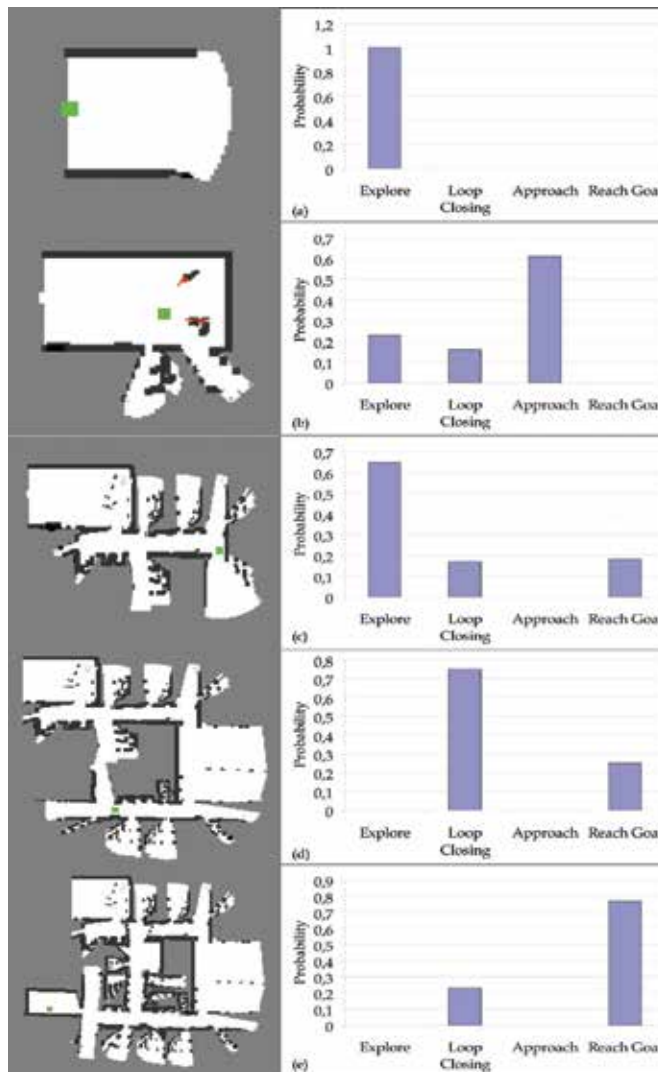 1,2
1
0,8
0,6
0,4
0,2
0
Probability
Explore Loop Closing Approach Reach Goa
(a)
0,7
0,6
0,5
0,4
0,3
0,2
0,1
0
Probability
Explore Loop Closing Approach Reach Goa
(b)
0,7
0,6
0,5
0,4
0,3
0,2
0,1
0
Probability
Explore Loop Closing Approach Reach Goa
(c)
0,8
0,7
0,6
0,5
0,4
0,3
0,2
0,1
0
Probability
Explore Loop Closing Approach Reach Goa
(d)
0,9
0,8
0,7
0,6
0,5
0,4
0,3
0,2
0,1
0
Probability
Explore Loop Closing Approach Reach Goa
(e)